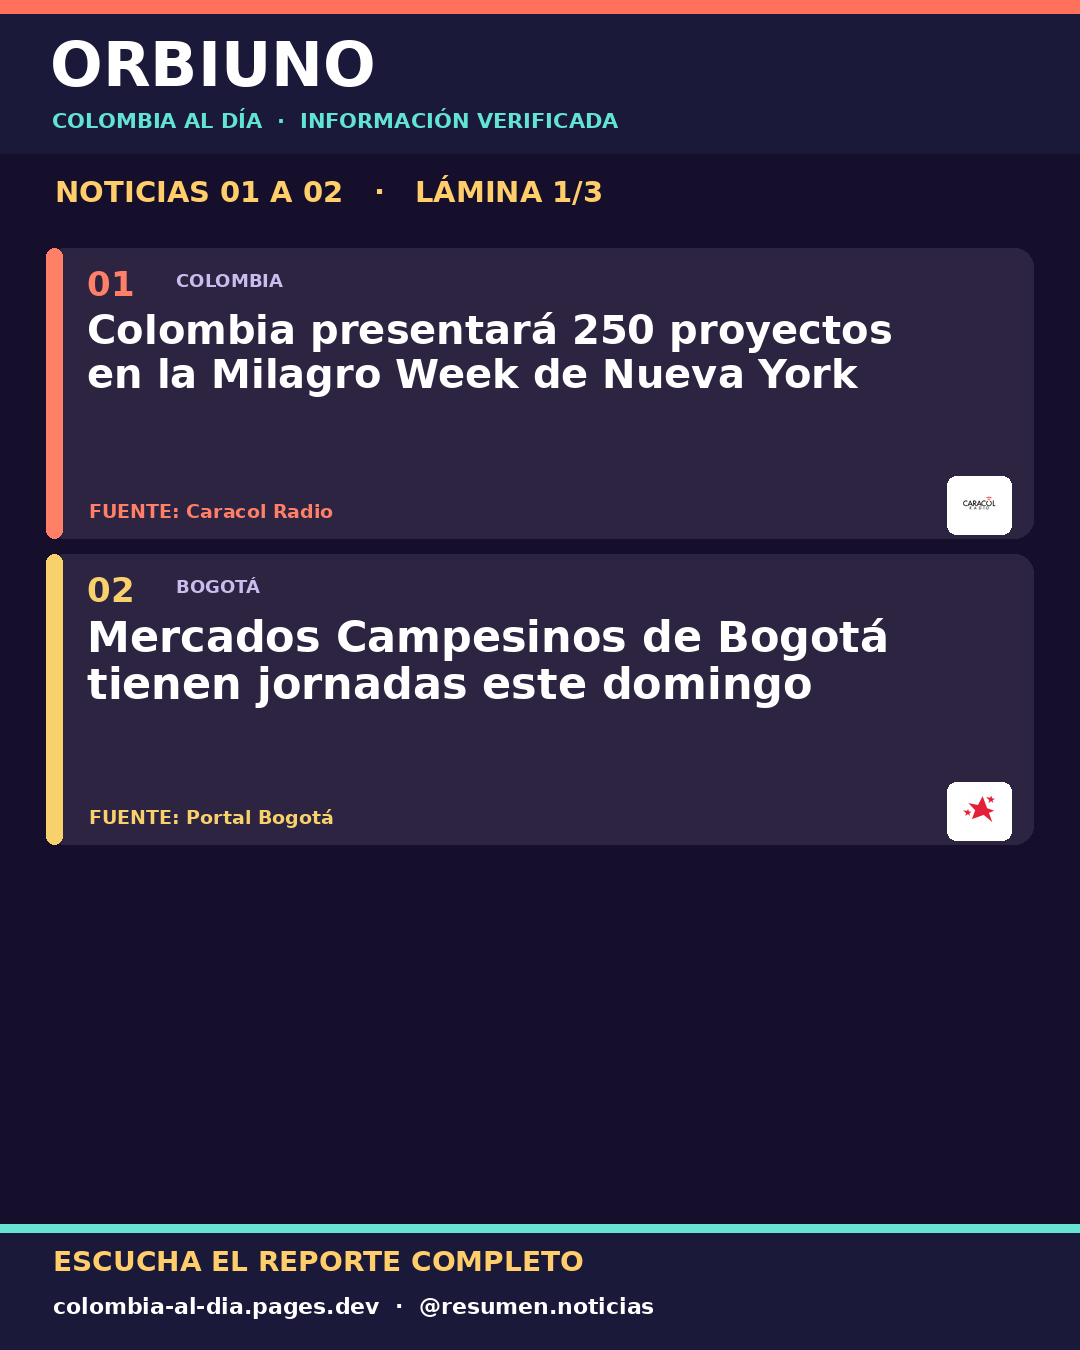 ORBIUNO
COLOMBIA AL DÍA · INFORMACIÓN VERIFICADA
NOTICIAS 01 A 02 · LÁMINA 1/3
01 COLOMBIA
Colombia presentará 250 proyectos
en la Milagro Week de Nueva York
FUENTE: Caracol Radio
CARACOL
RADIO
02 BOGOTÁ
Mercados Campesinos de Bogotá
tienen jornadas este domingo
FUENTE: Portal Bogotá
ESCUCHA EL REPORTE COMPLETO
colombia-al-dia.pages.dev · @resumen.noticias